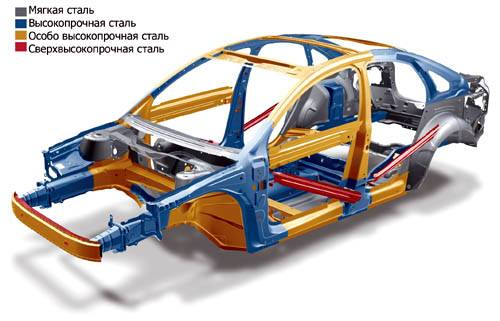 Мягкая сталь
Высокопрочная сталь
Особо высокопрочная сталь
Сверхвысокопрочная сталь